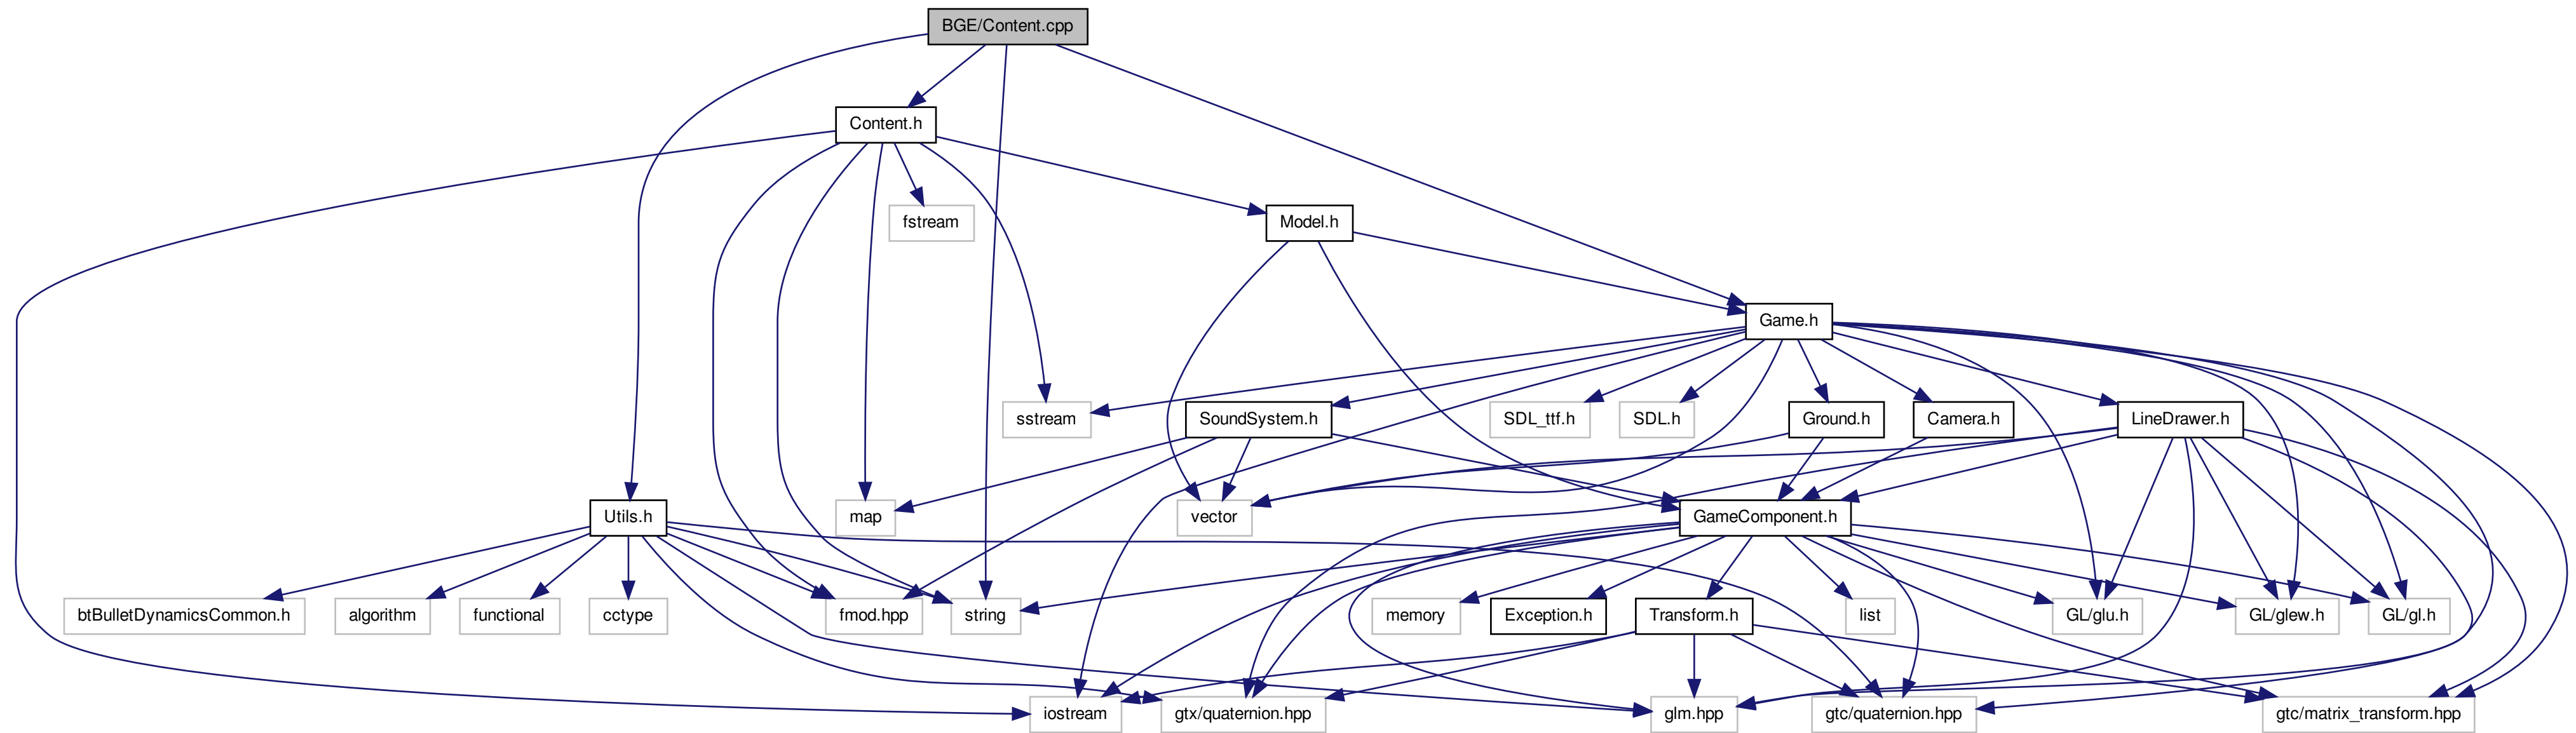 BGE/Content.cpp
Content.h
fstream
Model.h
Game.h
sstream
SoundSystem.h
SDL_ttf.h
SDL.h
Ground.h
Camera.h
LineDrawer.h
Utils.h
map
vector
GameComponent.h
btBulletDynamicsCommon.h
algorithm
functional
cctype
fmod.hpp
string
memory
Exception.h
Transform.h
list
GL/glu.h
GL/glew.h
GL/gl.h
iostream
gtx/quaternion.hpp
glm.hpp
gtc/quaternion.hpp
gtc/matrix_transform.hpp